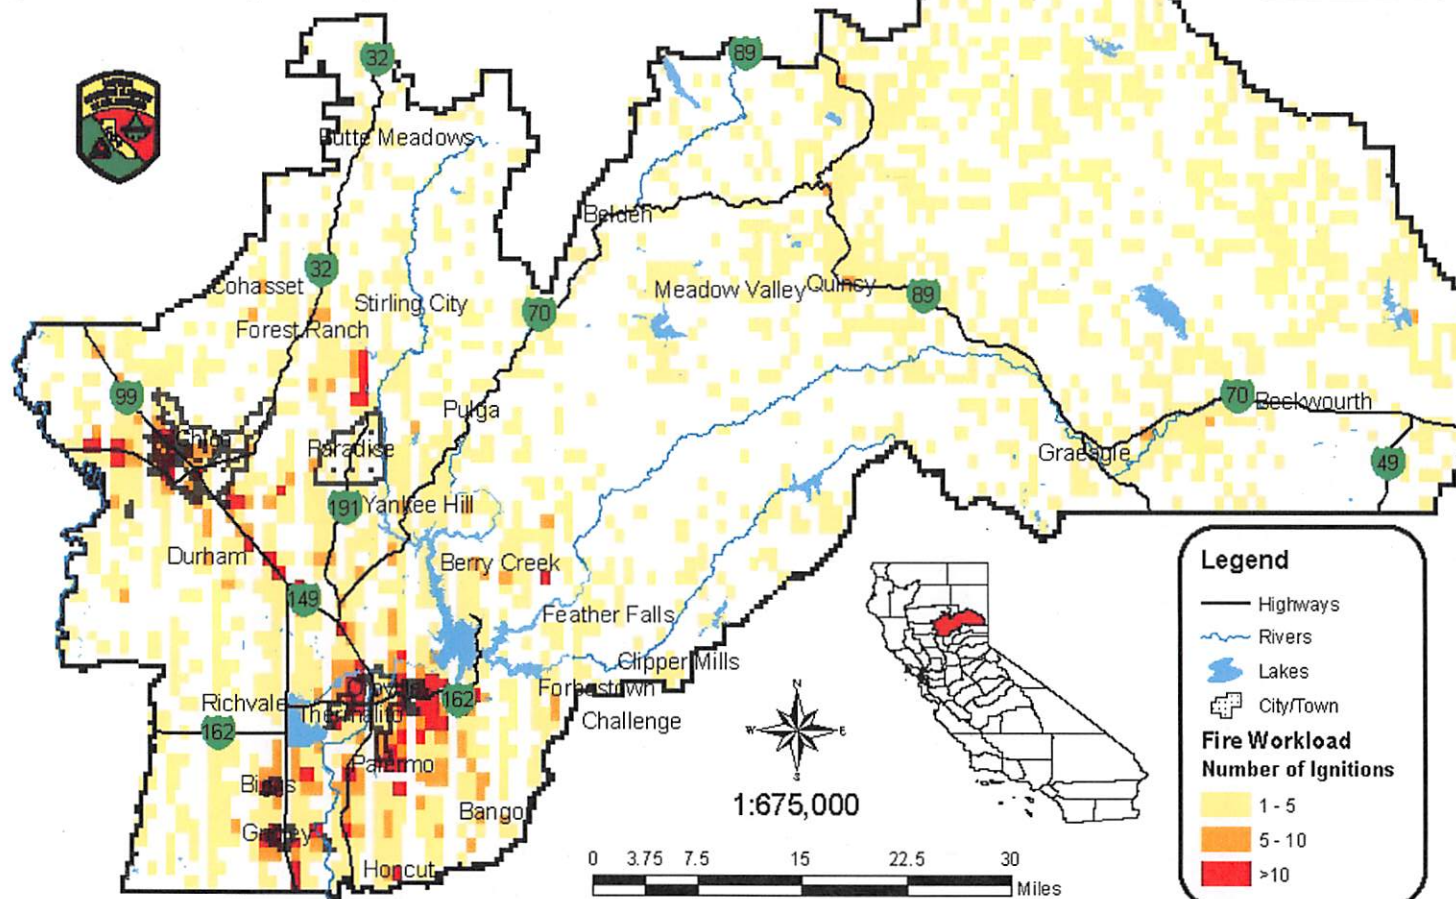 32
89
Butte Meadows
Belden
32
Cohasset
Stirling City
Meadow Valley
Quincy
89
70
Forest Ranch
99
70
Beckwourth
Pulga
Chico
Paradise
Graeagle
49
191
Yankee Hill
Durham
Berry Creek
149
Feather Falls
Clipper Mills
Forbestown
Oroville
162
Richvale
Thermalito
Challenge
162
Palermo
Biggs
Bango
Gridley
Honcut
N
W
E
S
1:675,000
0 3.75 7.5 15 22.5 30
Miles
Legend
Highways
Rivers
Lakes
City/Town
Fire Workload
Number of Ignitions
1 - 5
5 - 10
>10